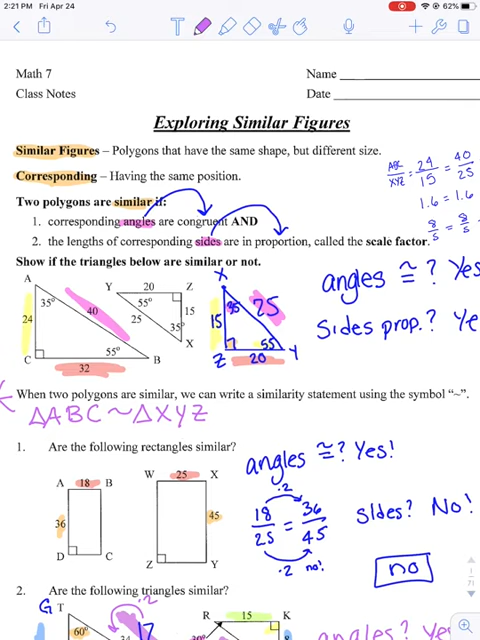 2:21 PM Fri Apr 24
62%
Math 7
Name
Class Notes
Date
Exploring Similar Figures
Similar Figures – Polygons that have the same shape, but different size.
Corresponding – Having the same position.
ABC/XYZ = 24/15 = 40/25
1.6 = 1.6
8/5 = 8/5
Two polygons are similar if:
1. corresponding angles are congruent AND
2. the lengths of corresponding sides are in proportion, called the scale factor.
Show if the triangles below are similar or not.
A 35° 40 24 C 55° B 32
Y 20 Z 55° 25 15 35° X
X 35 25 15 55 Z 20 Y
angles ≅? Yes
Sides prop.? Ye
When two polygons are similar, we can write a similarity statement using the symbol “~”.
△ABC ~ △XYZ
1. Are the following rectangles similar?
angles ≅? Yes!
A 18 B 36 D C
W 25 X 45 Z Y
·2
18/25 = 36/45
·2 no!
sides? No!
no
2. Are the following triangles similar?
G T 60°
·2
R 15 K